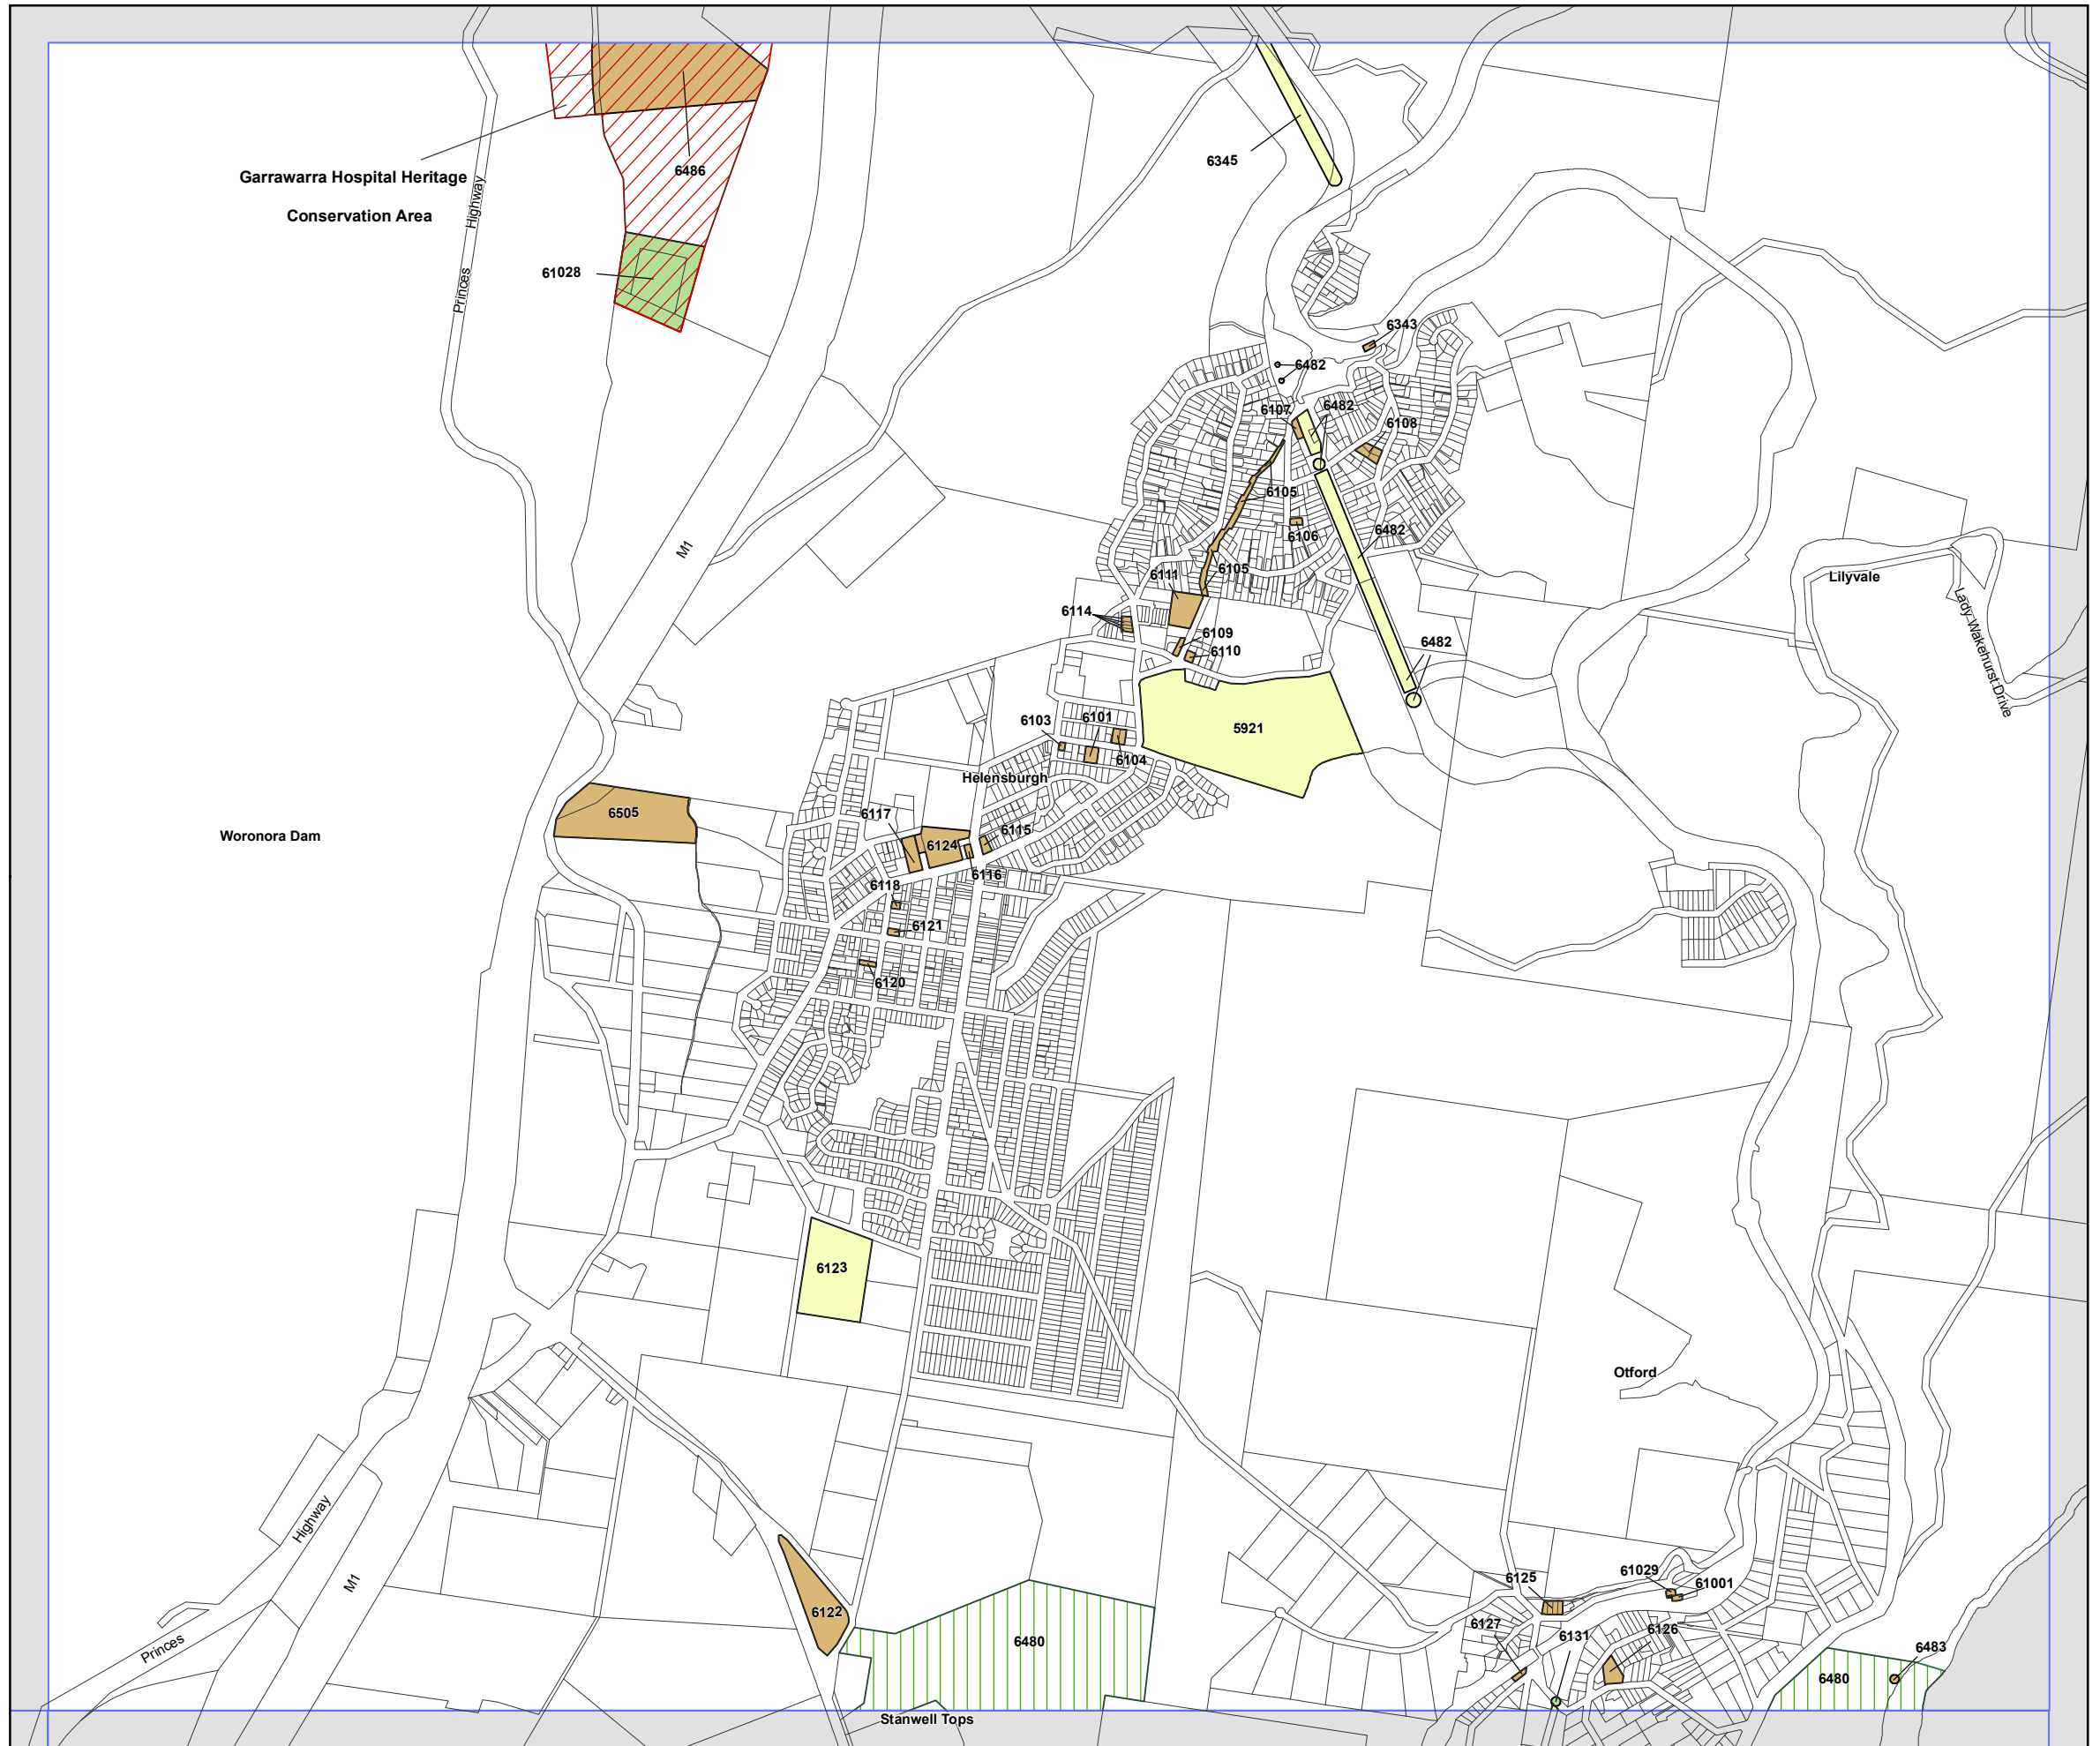 Garrawarra Hospital Heritage
Conservation Area
6486
61028
Princes
Highway
6345
6343
6482
6107
6482
6108
6105
6106
6482
6105
6111
6114
6109
6110
6482
M1
Lilyvale
Lady Wakehurst Drive
5921
6103
6101
6104
Helensburgh
6505
Woronora Dam
6117
6124
6115
6116
6118
6121
6120
6123
Otford
Highway
M1
Princes
6122
6480
Stanwell Tops
6125
61029
61001
6127
6131
6126
6480
6483